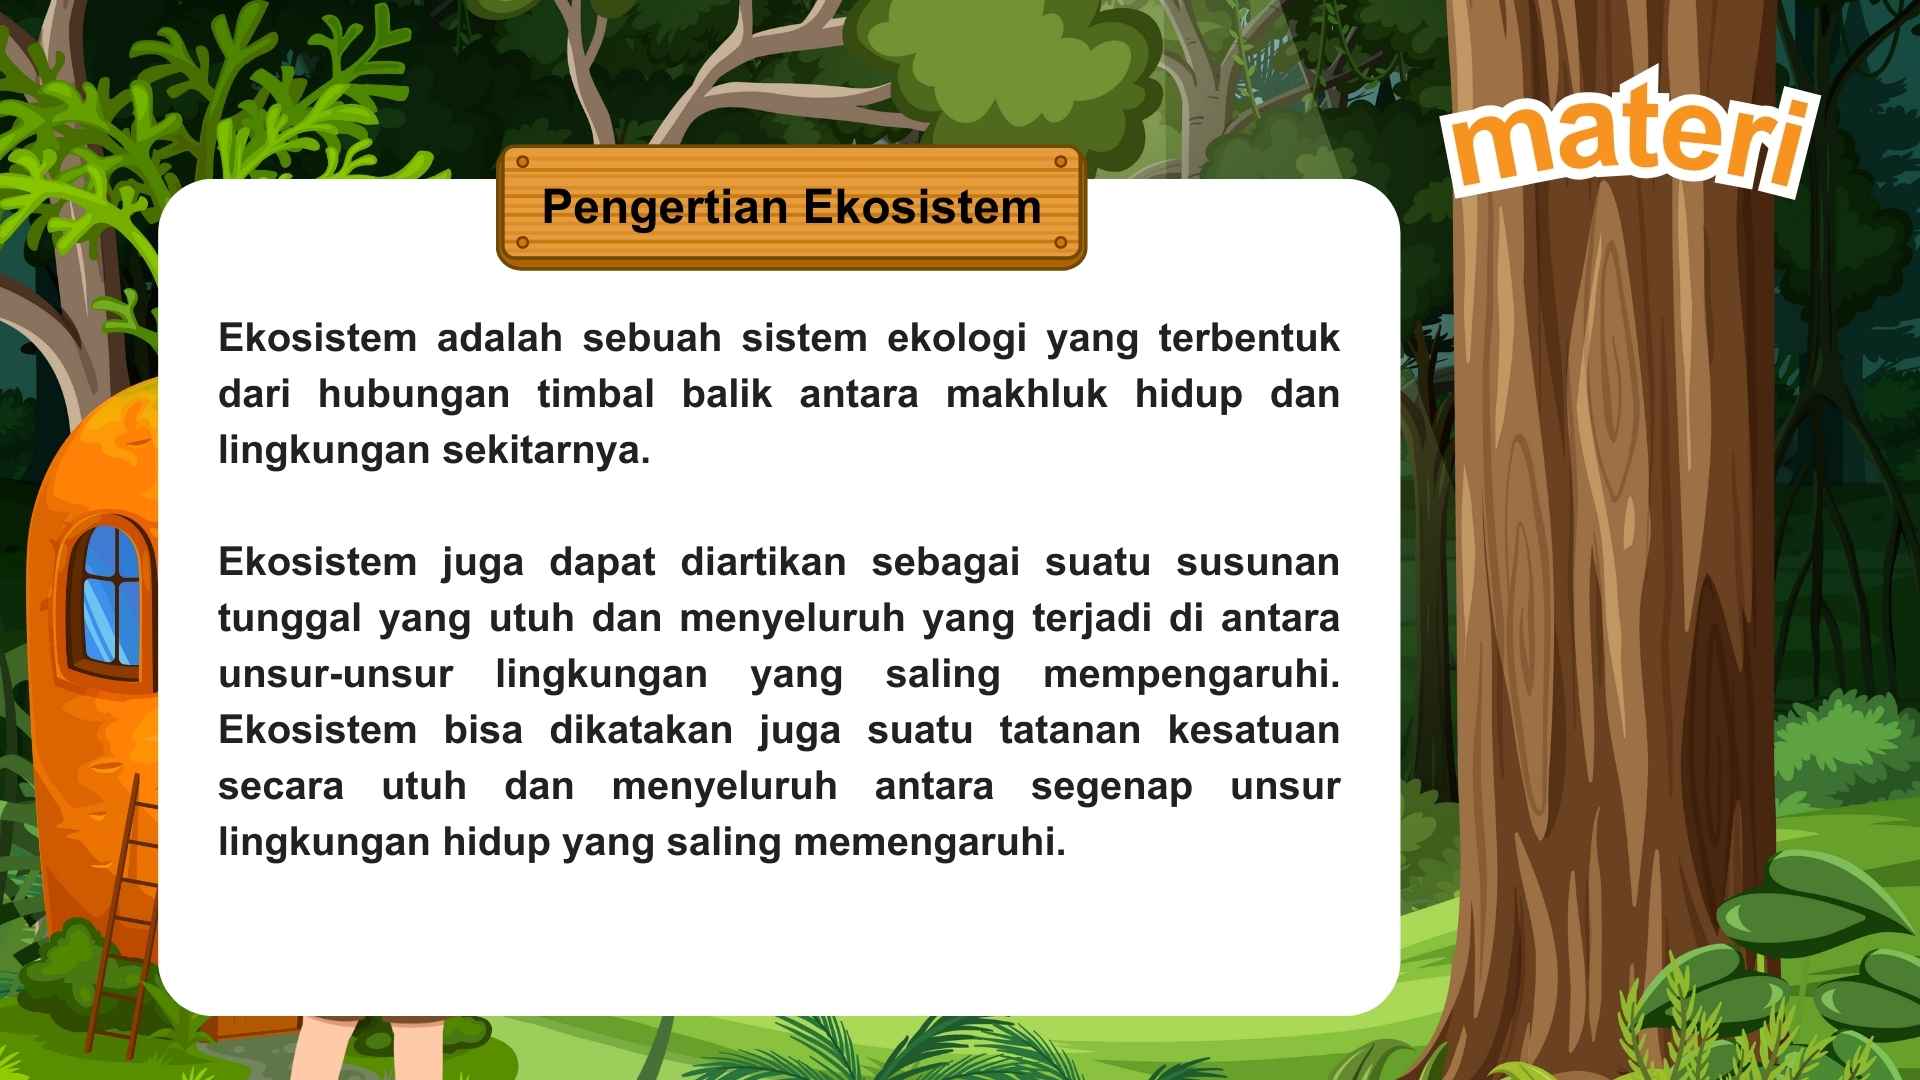 materi
Pengertian Ekosistem
Ekosistem adalah sebuah sistem ekologi yang terbentuk
dari hubungan timbal balik antara makhluk hidup dan
lingkungan sekitarnya.
Ekosistem juga dapat diartikan sebagai suatu susunan
tunggal yang utuh dan menyeluruh yang terjadi di antara
unsur-unsur lingkungan yang saling mempengaruhi.
Ekosistem bisa dikatakan juga suatu tatanan kesatuan
secara utuh dan menyeluruh antara segenap unsur
lingkungan hidup yang saling memengaruhi.